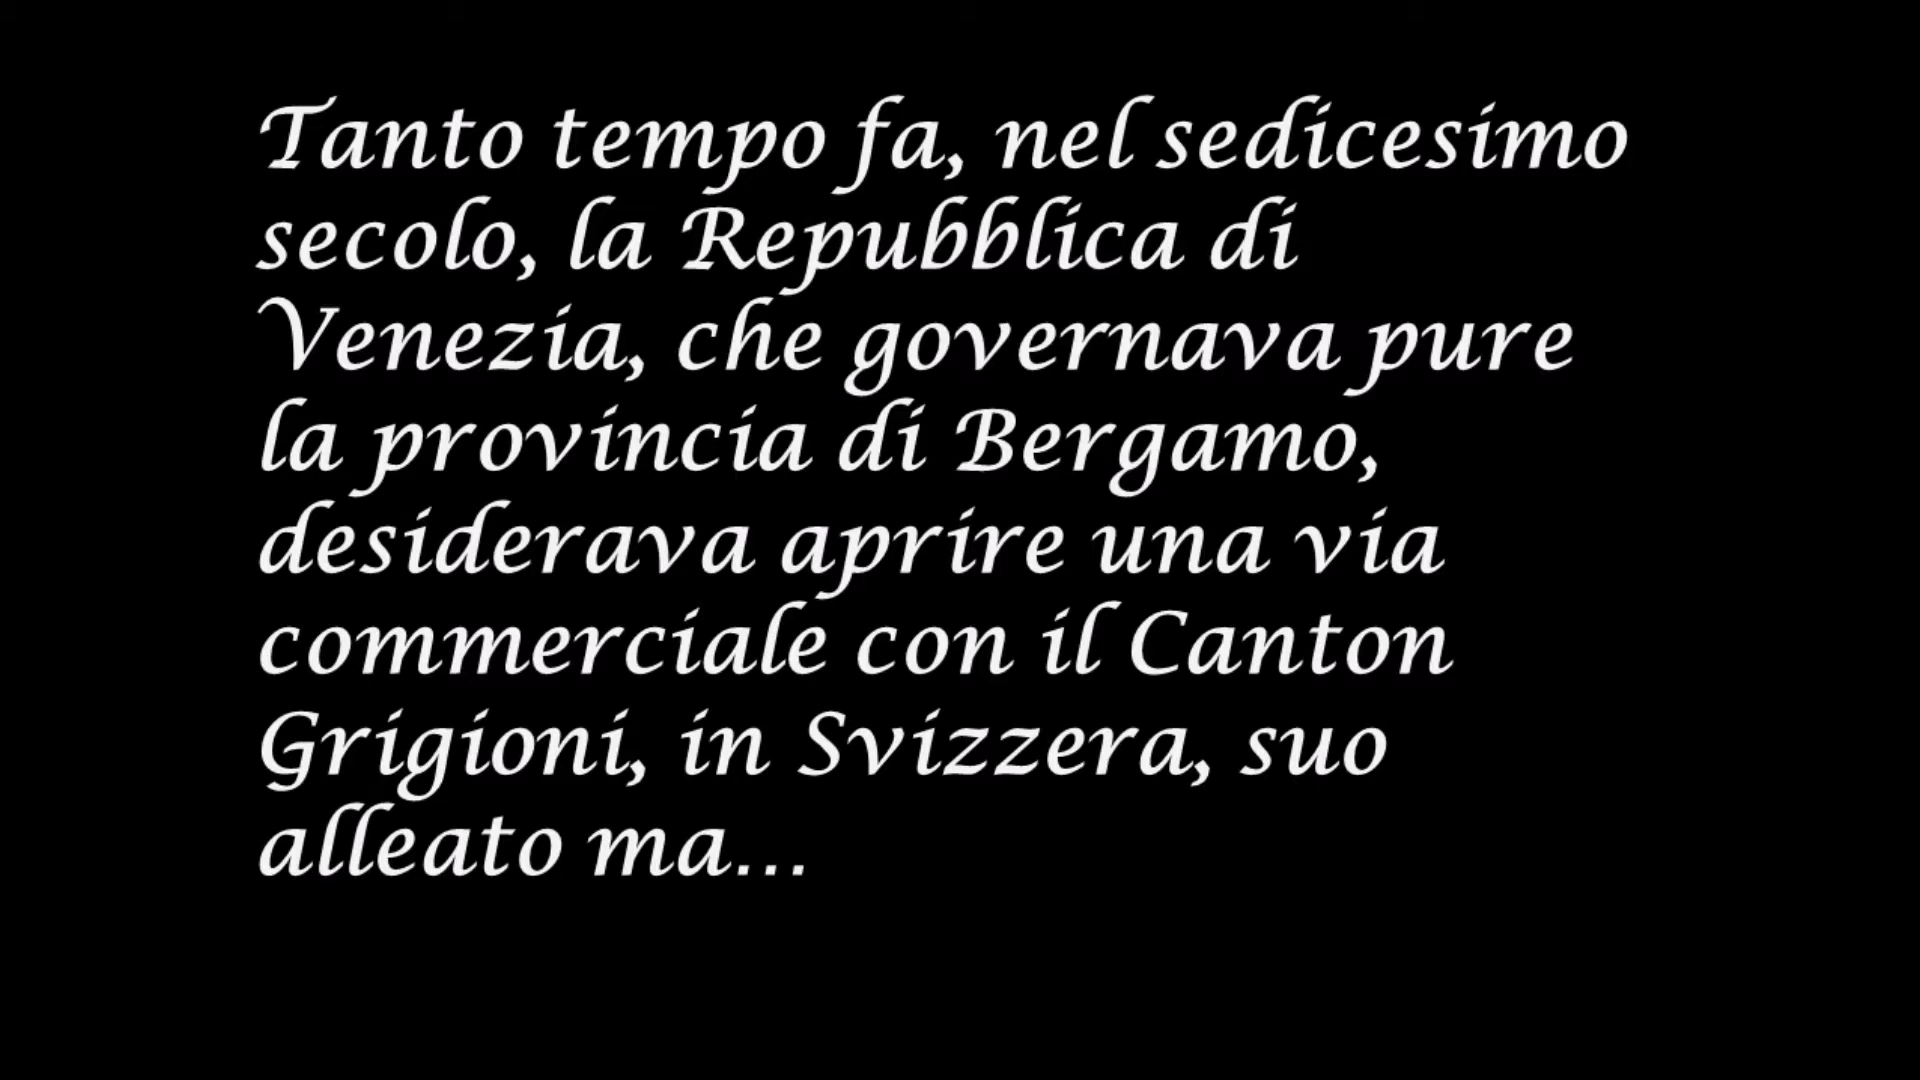 Tanto tempo fa, nel sedicesimo
secolo, la Repubblica di
Venezia, che governava pure
la provincia di Bergamo,
desiderava aprire una via
commerciale con il Canton
Grigioni, in Svizzera, suo
alleato ma...